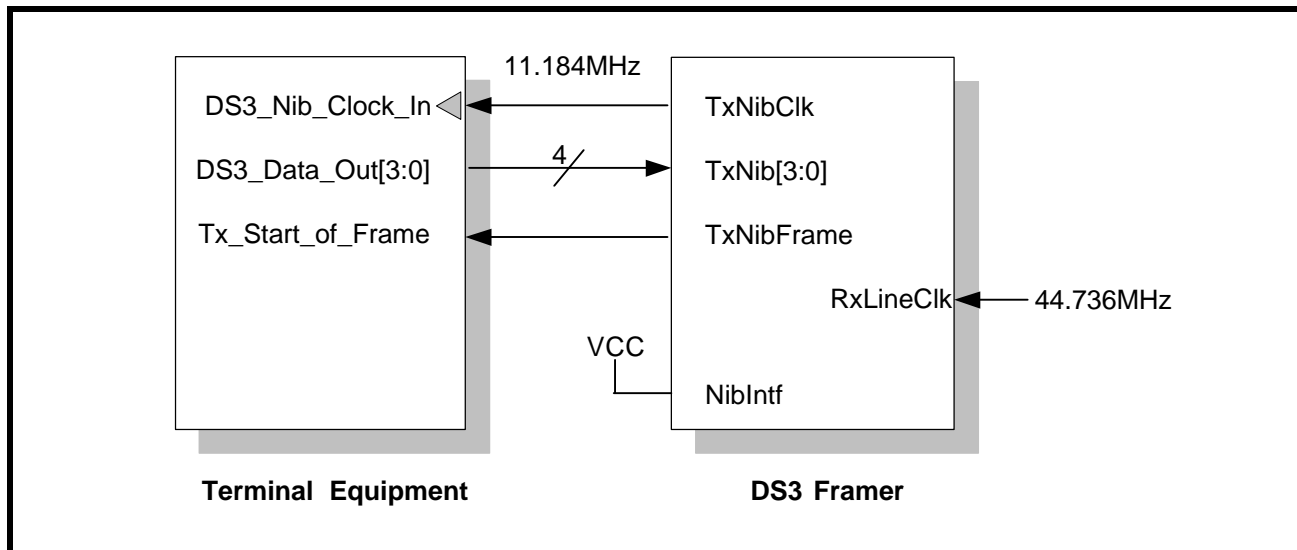 11.184MHz
DS3_Nib_Clock_In
TxNibClk
DS3_Data_Out[3:0]
4
TxNib[3:0]
Tx_Start_of_Frame
TxNibFrame
RxLineClk
44.736MHz
VCC
NibIntf
Terminal Equipment
DS3 Framer